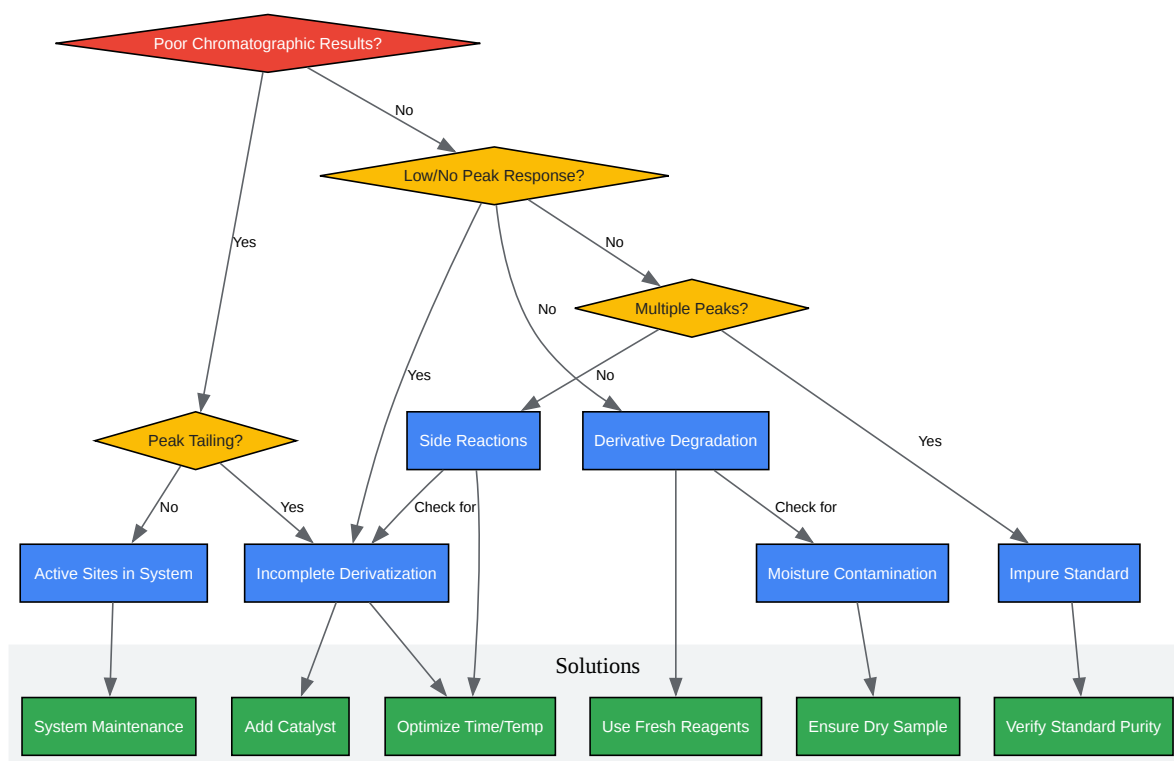 Poor Chromatographic Results?
No
Low/No Peak Response?
Yes
No
Multiple Peaks?
No
Yes
No
Peak Tailing?
Side Reactions
Derivative Degradation
Yes
No
Yes
Check for
Check for
Active Sites in System
Incomplete Derivatization
Moisture Contamination
Impure Standard
Solutions
System Maintenance
Add Catalyst
Optimize Time/Temp
Use Fresh Reagents
Ensure Dry Sample
Verify Standard Purity